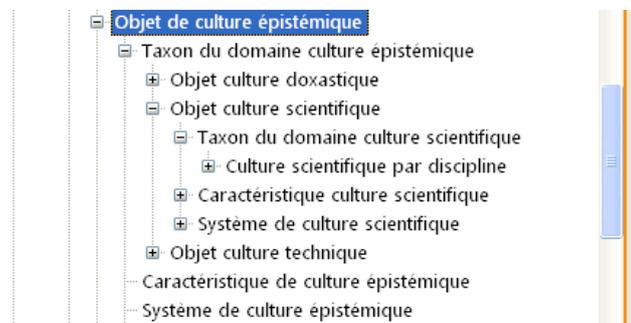 Objet de culture épistémique
Taxon du domaine culture épistémique
Objet culture doxastique
Objet culture scientifique
Taxon du domaine culture scientifique
Culture scientifique par discipline
Caractéristique culture scientifique
Système de culture scientifique
Objet culture technique
Caractéristique de culture épistémique
Système de culture épistémique